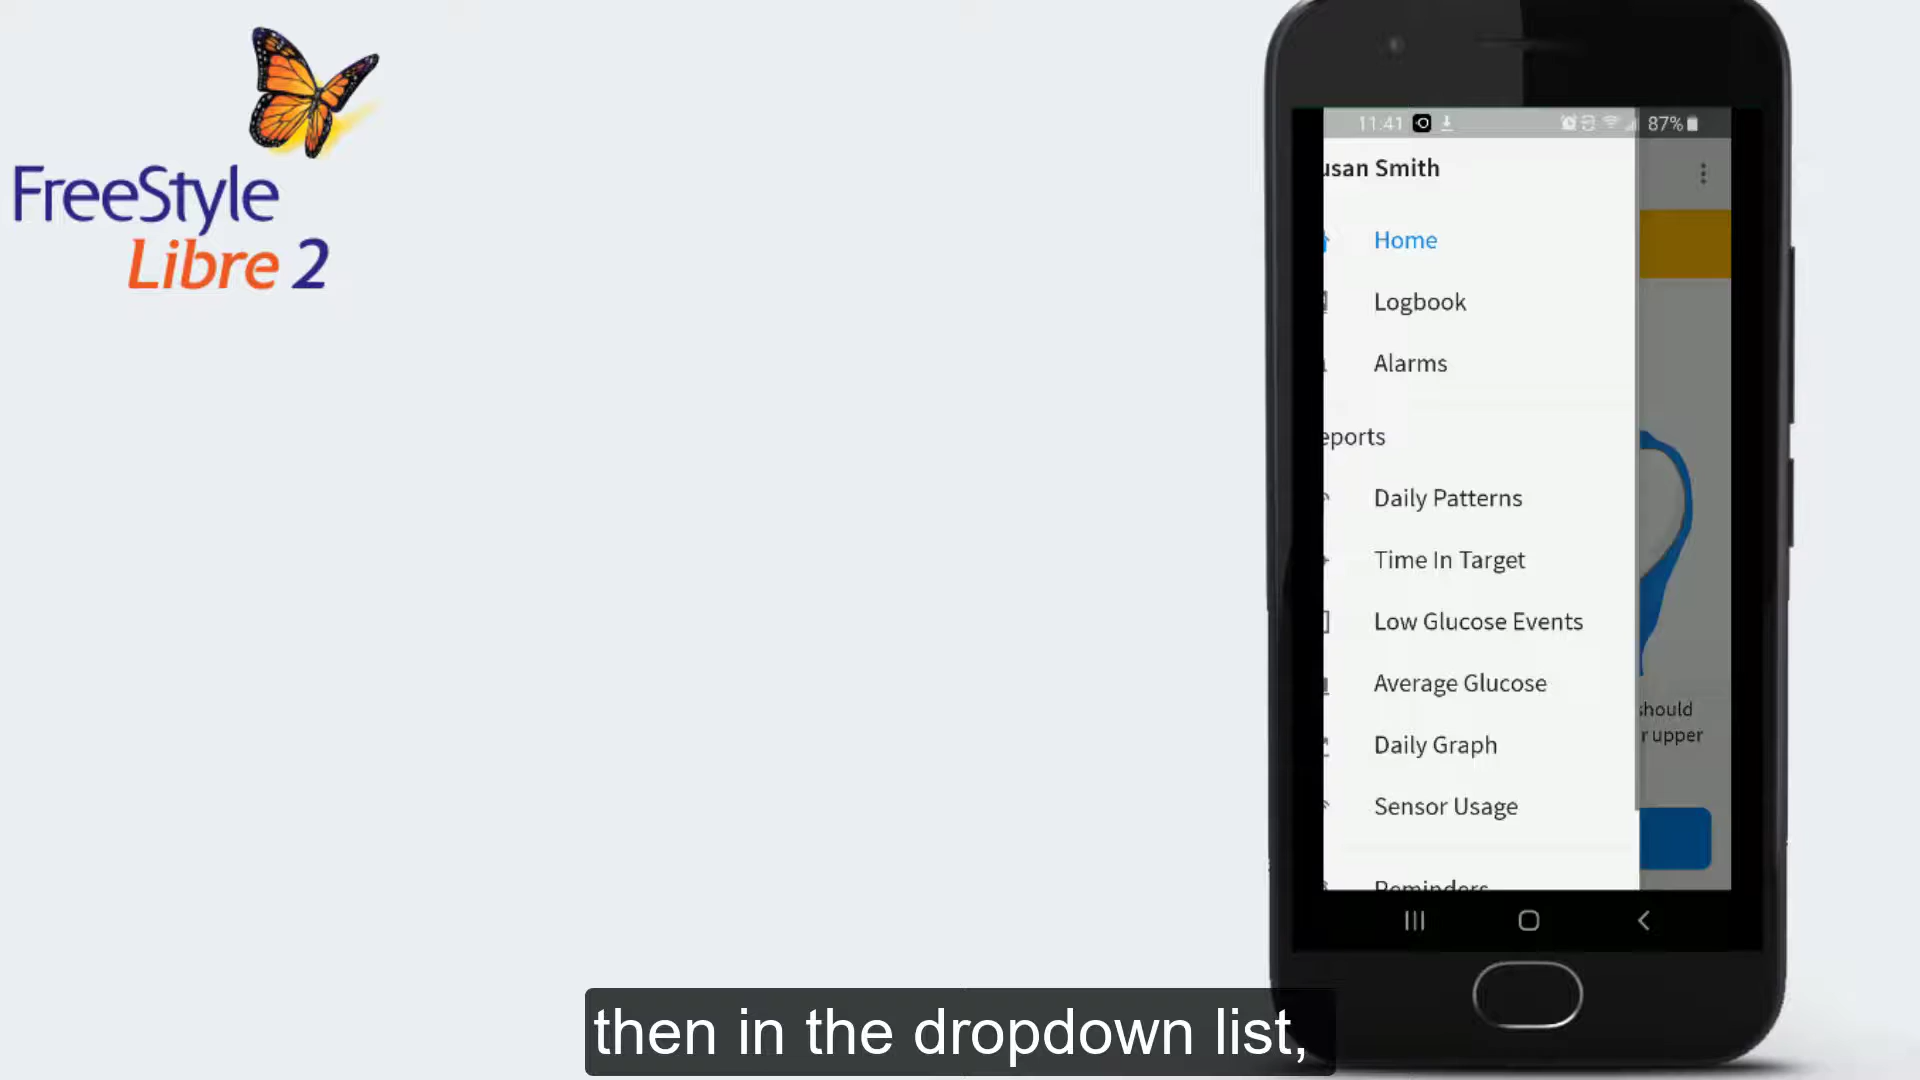 FreeStyle
Libre 2
11.41
87%
usan Smith
Home
Logbook
Alarms
eports
Daily Patterns
Time In Target
Low Glucose Events
Average Glucose
Daily Graph
Sensor Usage
Reminders
should
r upper
then in the dropdown list,